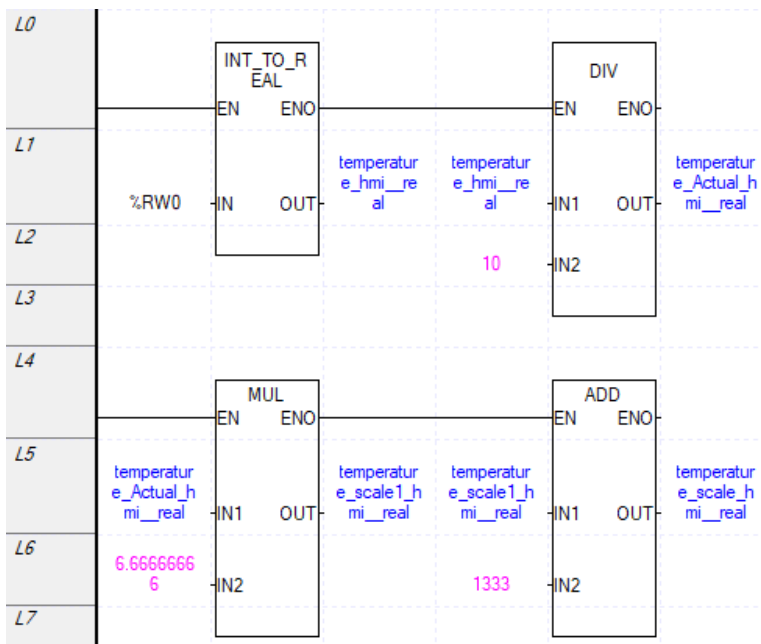 L0
INT_TO_R
EAL
DIV
EN ENO
EN ENO
L1
temperatur
e_hmi__re
al
temperatur
e_hmi__re
al
temperatur
e_Actual_h
mi__real
%RW0
IN OUT
IN1 OUT
L2
10
IN2
L3
L4
MUL
ADD
EN ENO
EN ENO
L5
temperatur
e_Actual_h
mi__real
temperatur
e_scale1_h
mi__real
temperatur
e_scale1_h
mi__real
temperatur
e_scale_h
mi__real
IN1 OUT
IN1 OUT
L6
6.6666666
6
IN2
1333
IN2
L7